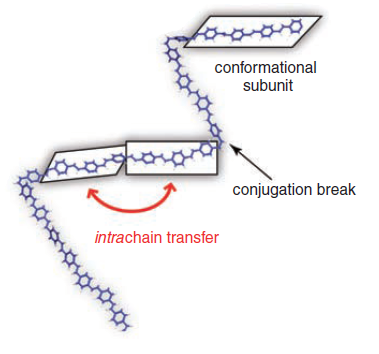 conformational
subunit
conjugation break
intrachain transfer